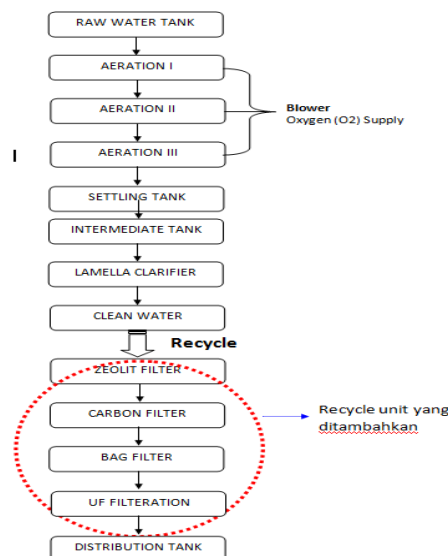 RAW WATER TANK
AERATION I
AERATION II
Blower
Oxygen (O2) Supply
I
AERATION III
SETTLING TANK
INTERMEDIATE TANK
LAMELLA CLARIFIER
CLEAN WATER
Recycle
ZEOLIT FILTER
CARBON FILTER
Recycle unit yang
ditambahkan
BAG FILTER
UF FILTERATION
DISTRIBUTION TANK